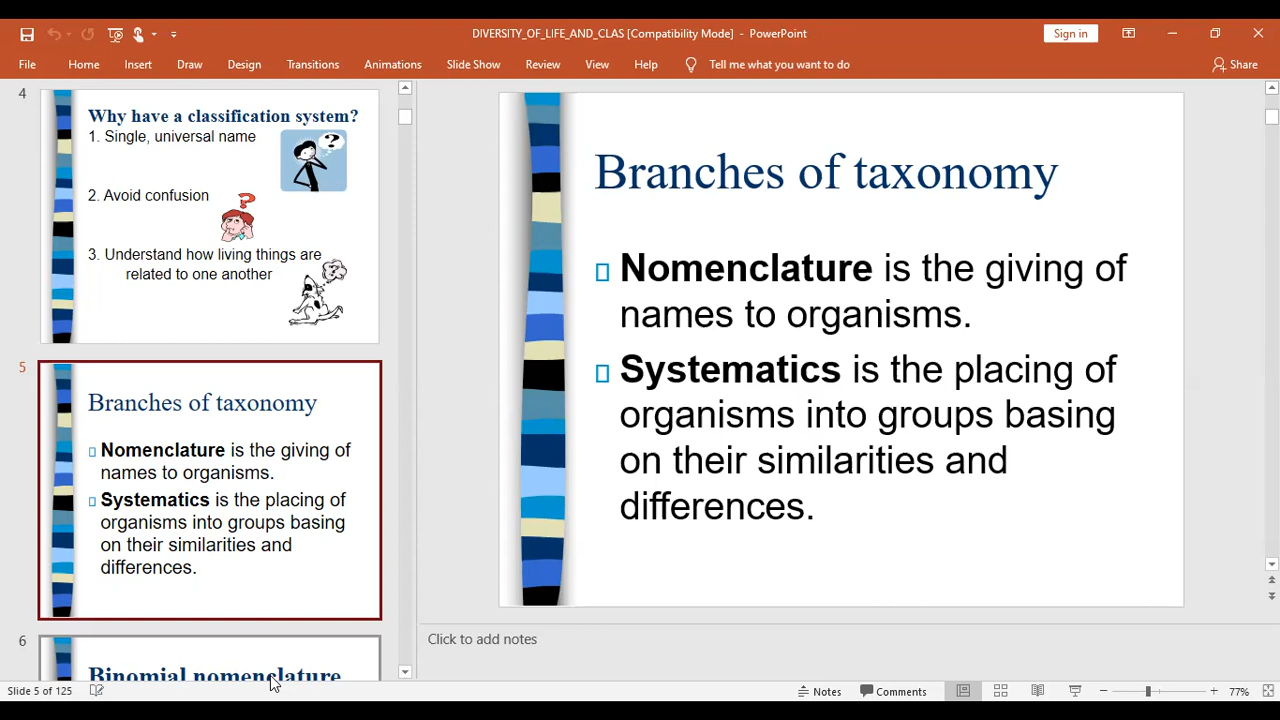 DIVERSITY_OF_LIFE_AND_CLAS [Compatibility Mode] - PowerPoint
Sign in
File Home Insert Draw Design Transitions Animations Slide Show Review View Help Tell me what you want to do Share
4
Why have a classification system?
1. Single, universal name
?
2. Avoid confusion
?
3. Understand how living things are
related to one another
?
5
Branches of taxonomy
Nomenclature is the giving of
names to organisms.
Systematics is the placing of
organisms into groups basing
on their similarities and
differences.
6
Binomial nomenclature
Branches of taxonomy
Nomenclature is the giving of
names to organisms.
Systematics is the placing of
organisms into groups basing
on their similarities and
differences.
Click to add notes
Slide 5 of 125 Notes Comments 77%